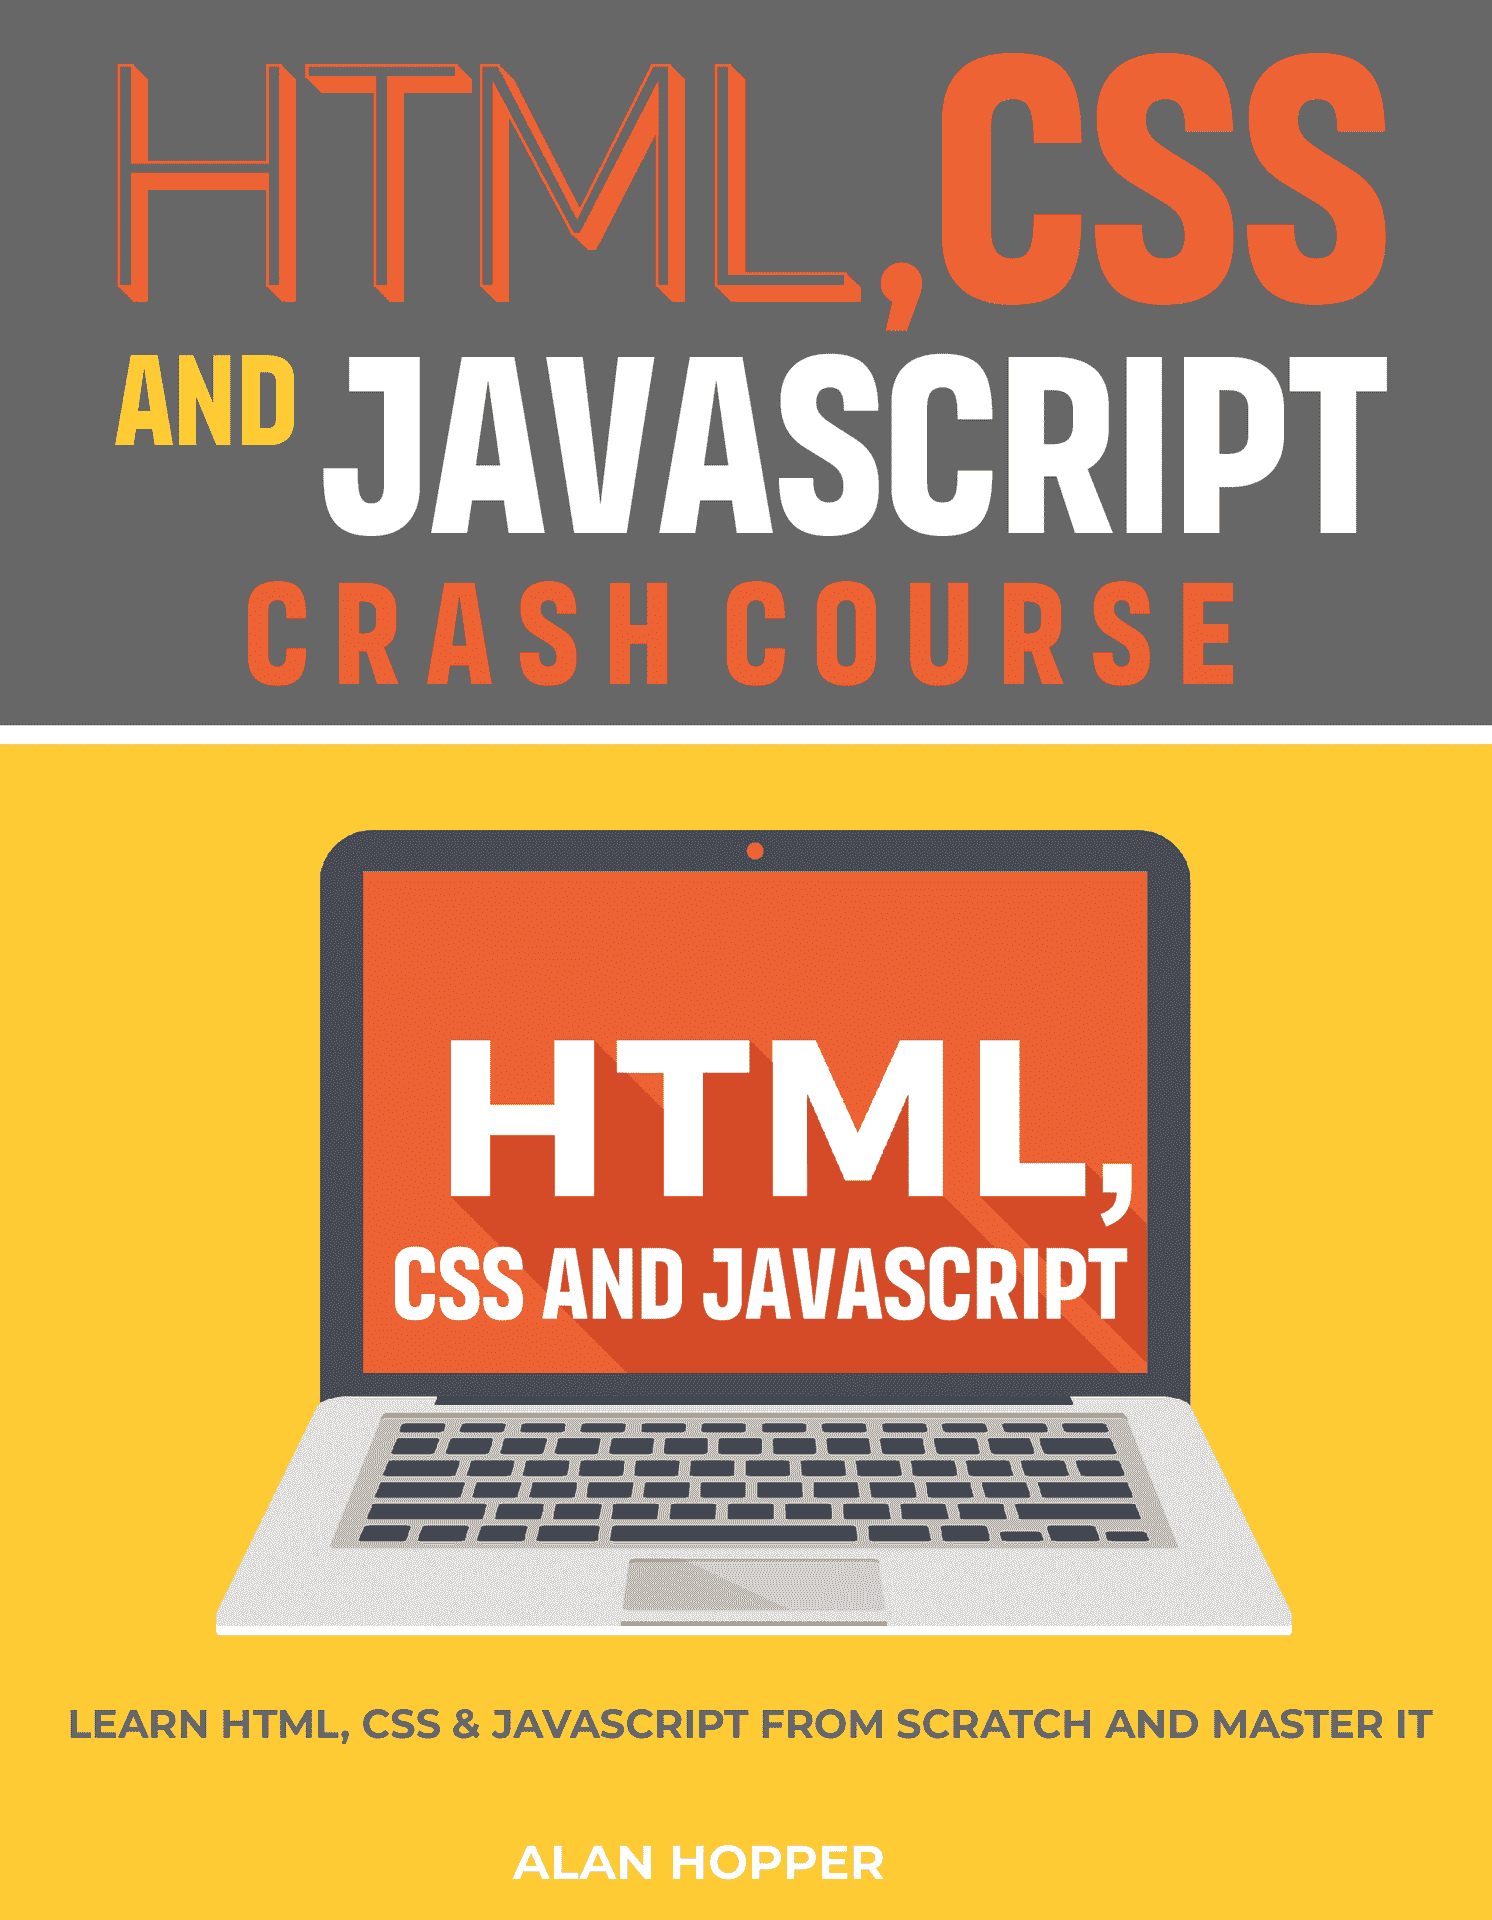 HTML, CSS
AND JAVASCRIPT
CRASH COURSE
HTML,
CSS AND JAVASCRIPT
LEARN HTML, CSS & JAVASCRIPT FROM SCRATCH AND MASTER IT
ALAN HOPPER